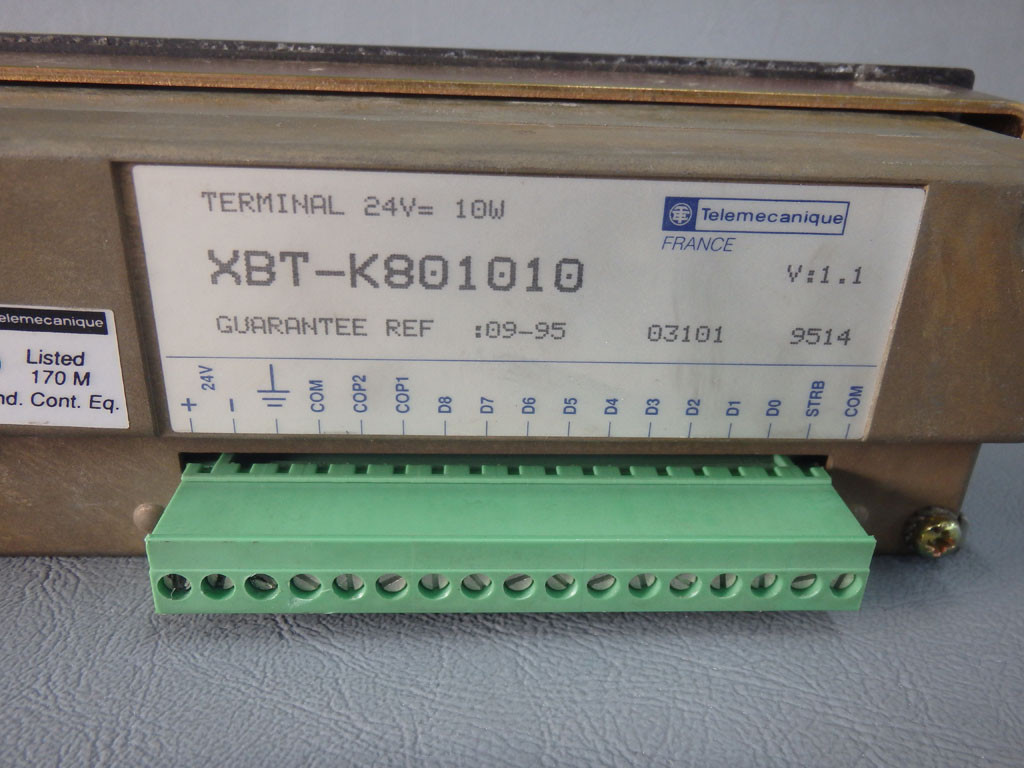 TERMINAL 24V= 10W
Telemecanique
FRANCE
XBT-K801010
V:1.1
GUARANTEE REF :09-95 03101 9514
+ 24V - COM COP2 COP1 D8 D7 D6 D5 D4 D3 D2 D1 D0 STRB COM
elemecanique
Listed
170 M
nd. Cont. Eq.